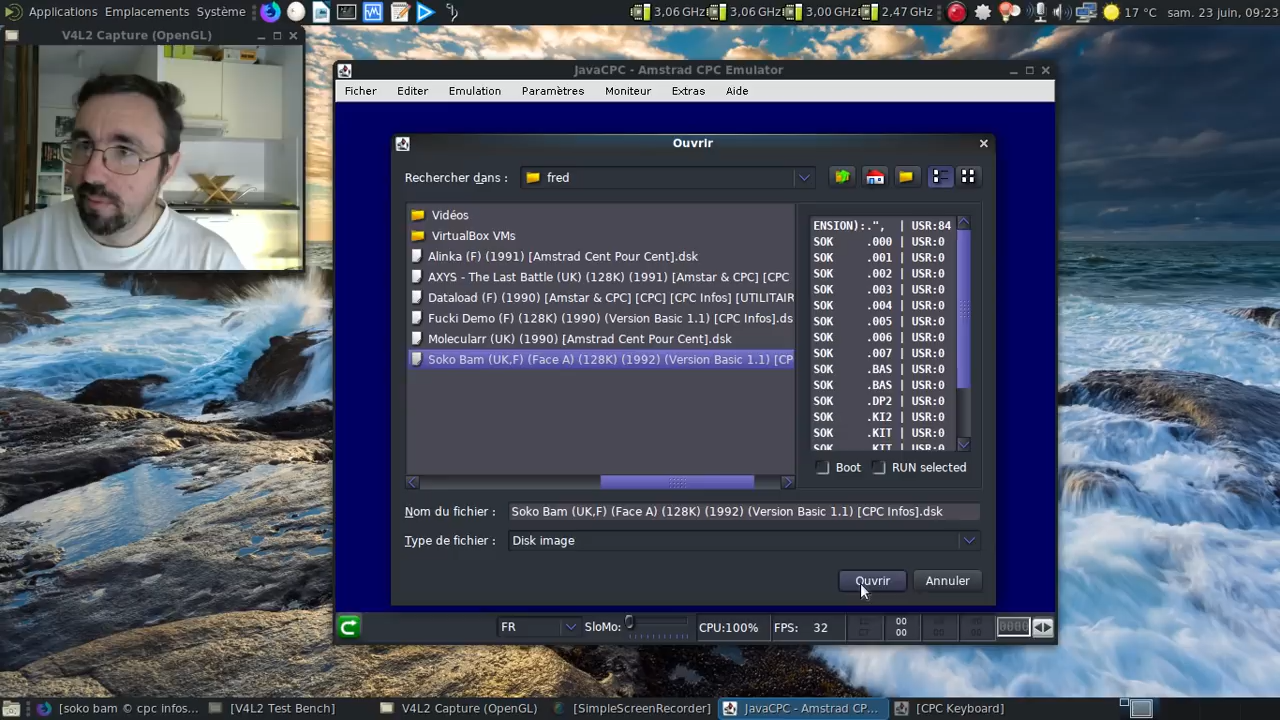 Applications Emplacements Système
3,06 GHz 3,06 GHz 3,00 GHz 2,47 GHz 17 °C sam. 23 juin, 09:23
V4L2 Capture (OpenGL)
JavaCPC - Amstrad CPC Emulator
Ficher Editer Emulation Paramètres Moniteur Extras Aide
Ouvrir
Rechercher dans : fred
Vidéos
VirtualBox VMs
Alinka (F) (1991) [Amstrad Cent Pour Cent].dsk
AXYS - The Last Battle (UK) (128K) (1991) [Amstar & CPC] [CPC
Dataload (F) (1990) [Amstar & CPC] [CPC] [CPC Infos] [UTILITAIR
Fucki Demo (F) (128K) (1990) (Version Basic 1.1) [CPC Infos].ds
Molecularr (UK) (1990) [Amstrad Cent Pour Cent].dsk
Soko Bam (UK,F) (Face A) (128K) (1992) (Version Basic 1.1) [CP
ENSION):.", | USR:84
SOK .000 | USR:0
SOK .001 | USR:0
SOK .002 | USR:0
SOK .003 | USR:0
SOK .004 | USR:0
SOK .005 | USR:0
SOK .006 | USR:0
SOK .007 | USR:0
SOK .BAS | USR:0
SOK .BAS | USR:0
SOK .DP2 | USR:0
SOK .KI2 | USR:0
SOK .KIT | USR:0
SOK .KIT | USR:0
Boot RUN selected
Nom du fichier : Soko Bam (UK,F) (Face A) (128K) (1992) (Version Basic 1.1) [CPC Infos].dsk
Type de fichier : Disk image
Ouvrir Annuler
FR SloMo: CPU:100% FPS: 32 00 00
[soko bam © cpc infos... [V4L2 Test Bench] V4L2 Capture (OpenGL) [SimpleScreenRecorder] JavaCPC - Amstrad CP... [CPC Keyboard]